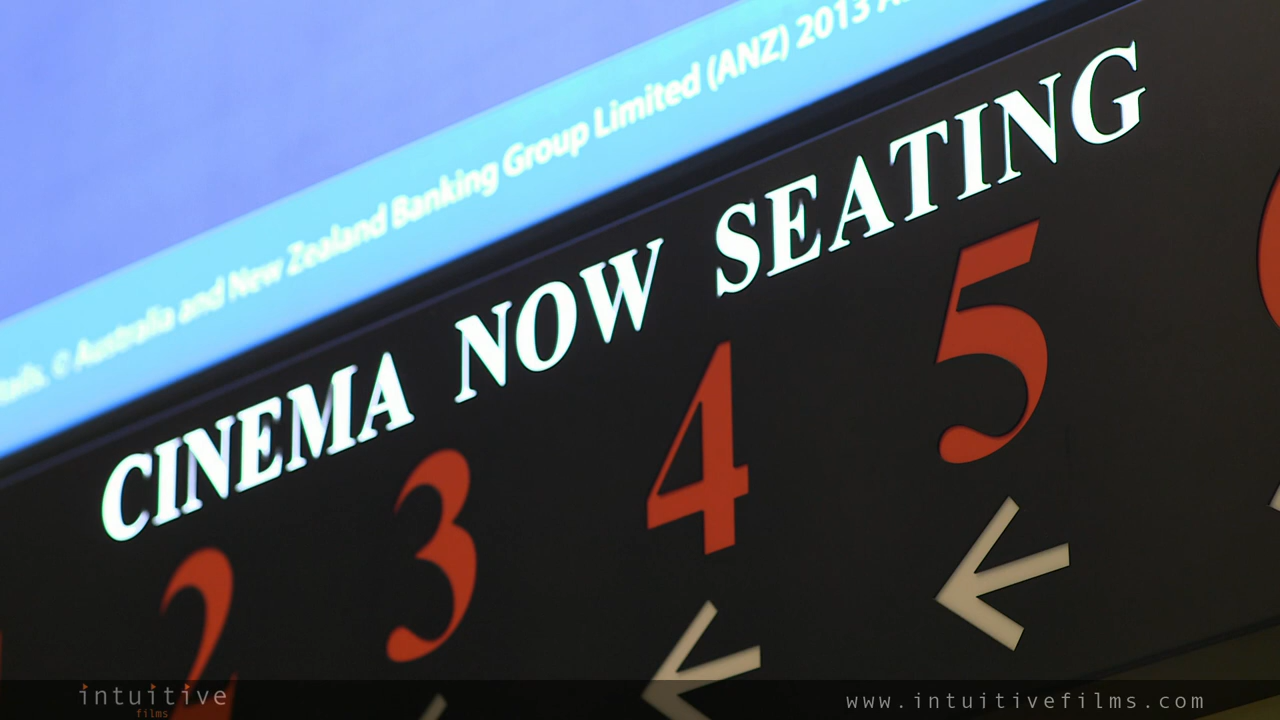 © Australia and New Zealand Banking Group Limited (ANZ) 2013
CINEMA NOW SEATING
2 3 4 5
intuitive
films
www.intuitivefilms.com